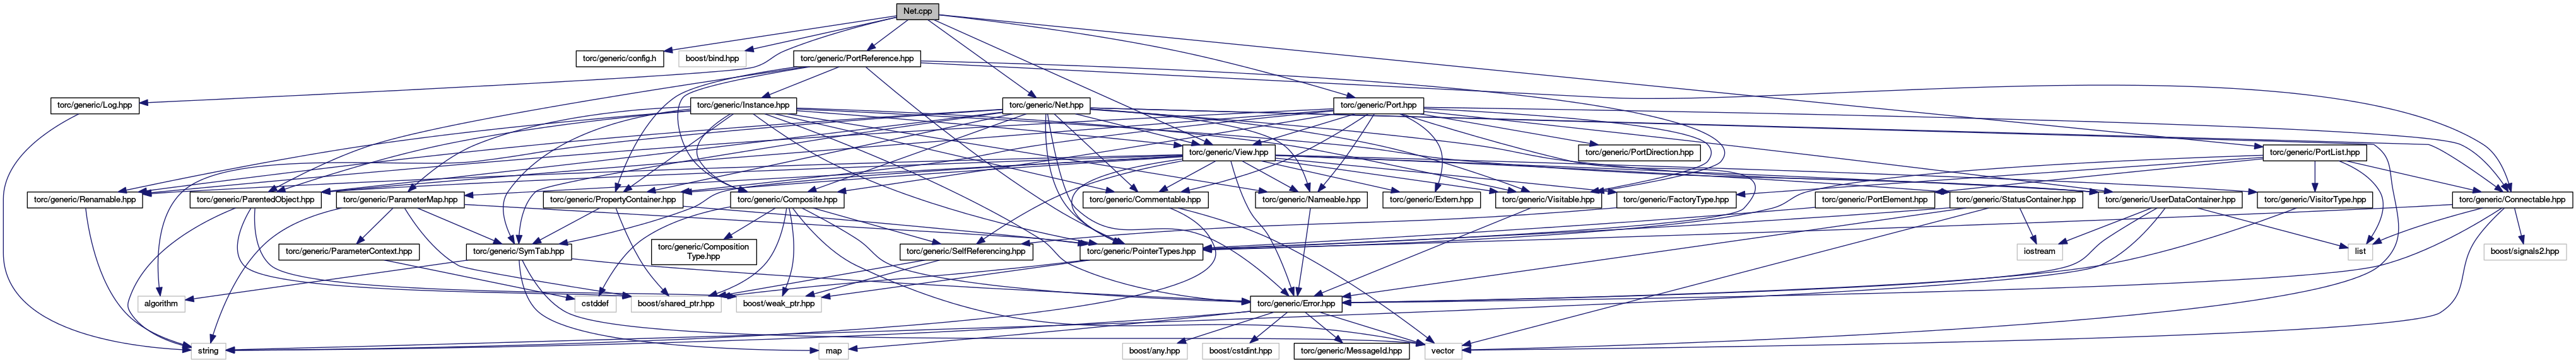 Net.cpp
torc/generic/config.h
boost/bind.hpp
torc/generic/PortReference.hpp
torc/generic/Log.hpp
torc/generic/Instance.hpp
torc/generic/Net.hpp
torc/generic/Port.hpp
torc/generic/View.hpp
torc/generic/PortDirection.hpp
torc/generic/PortList.hpp
torc/generic/Renamable.hpp
torc/generic/ParentedObject.hpp
torc/generic/ParameterMap.hpp
torc/generic/PropertyContainer.hpp
torc/generic/Composite.hpp
torc/generic/Commentable.hpp
torc/generic/Nameable.hpp
torc/generic/Extern.hpp
torc/generic/Visitable.hpp
torc/generic/FactoryType.hpp
torc/generic/PortElement.hpp
torc/generic/StatusContainer.hpp
torc/generic/UserDataContainer.hpp
torc/generic/VisitorType.hpp
torc/generic/Connectable.hpp
torc/generic/ParameterContext.hpp
torc/generic/SymTab.hpp
torc/generic/Composition
Type.hpp
torc/generic/SelfReferencing.hpp
torc/generic/PointerTypes.hpp
iostream
list
boost/signals2.hpp
algorithm
cstddef
boost/shared_ptr.hpp
boost/weak_ptr.hpp
torc/generic/Error.hpp
string
map
boost/any.hpp
boost/cstdint.hpp
torc/generic/MessageId.hpp
vector